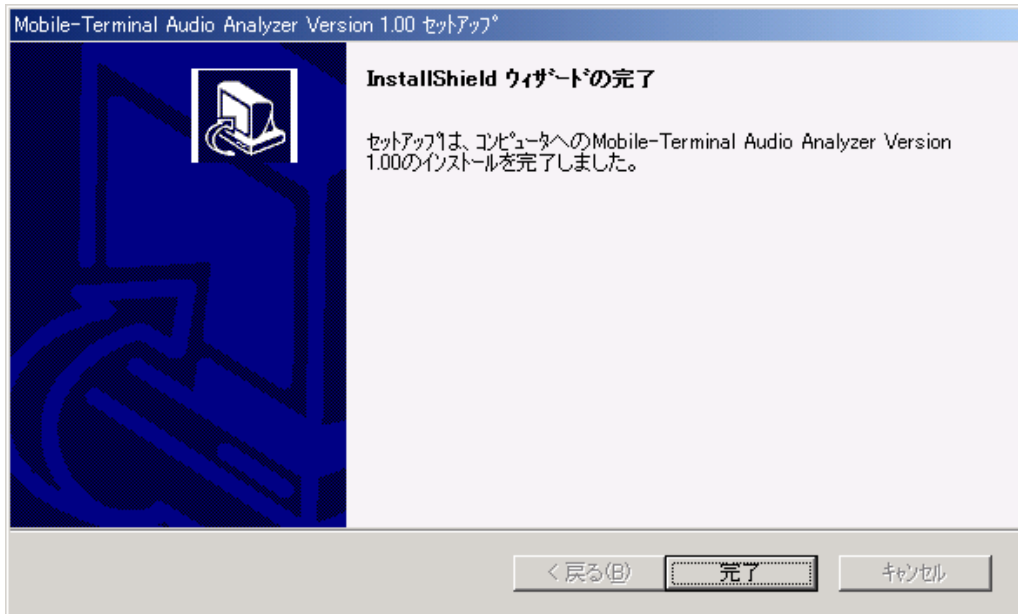 Mobile-Terminal Audio Analyzer Version 1.00 ｾｯﾄｱｯﾌﾟ
InstallShield ｳｨｻﾞｰﾄﾞの完了
ｾｯﾄｱｯﾌﾟは、ｺﾝﾋﾟｭｰﾀへのMobile-Terminal Audio Analyzer Version
1.00のｲﾝｽﾄｰﾙを完了しました。
< 戻る(B)
完了
ｷｬﾝｾﾙ